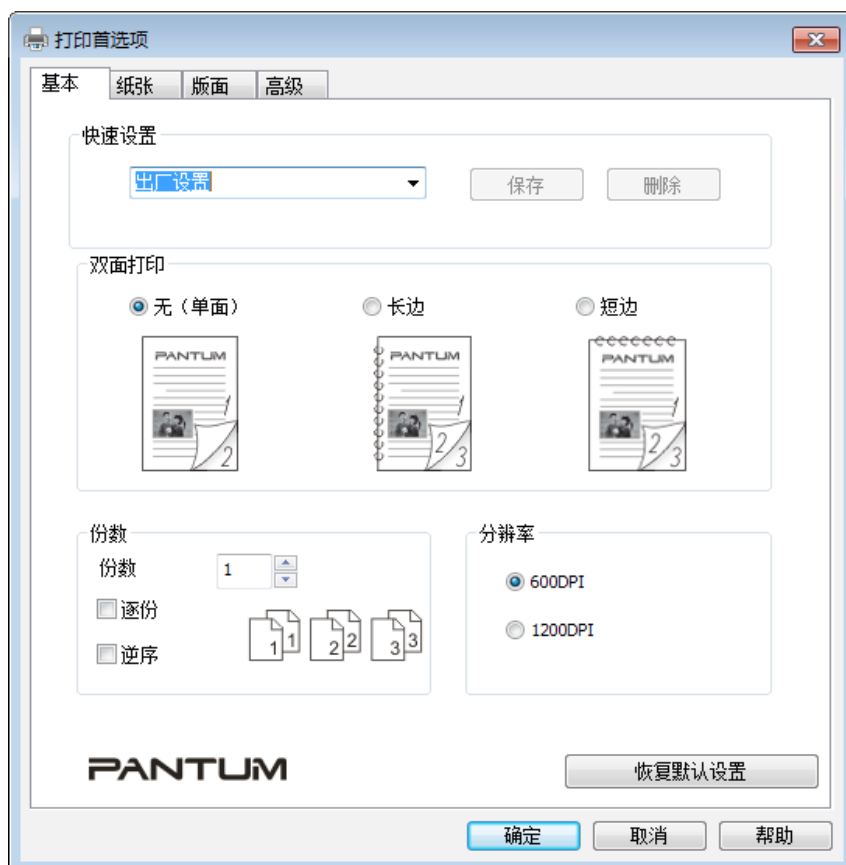 打印首选项
基本 纸张 版面 高级
快速设置
出厂设置 保存 删除
双面打印
无（单面） 长边 短边
PANTUM PANTUM PANTUM
1 1
2 2 3 2 3
份数 分辨率
份数 1
600DPI
逐份
1200DPI
1 1 2 2 3 3
逆序
PANTUM 恢复默认设置
确定 取消 帮助